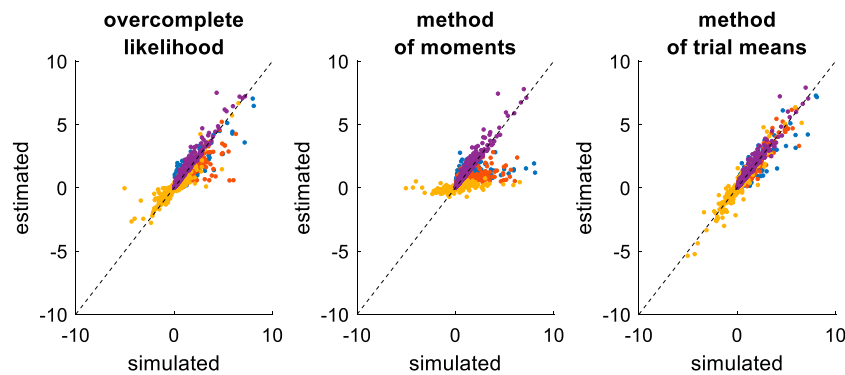 overcomplete
likelihood
10
5
0
-5
-10
-10 0 10
estimated
simulated
method
of moments
10
5
0
-5
-10
-10 0 10
estimated
simulated
method
of trial means
10
5
0
-5
-10
-10 0 10
estimated
simulated